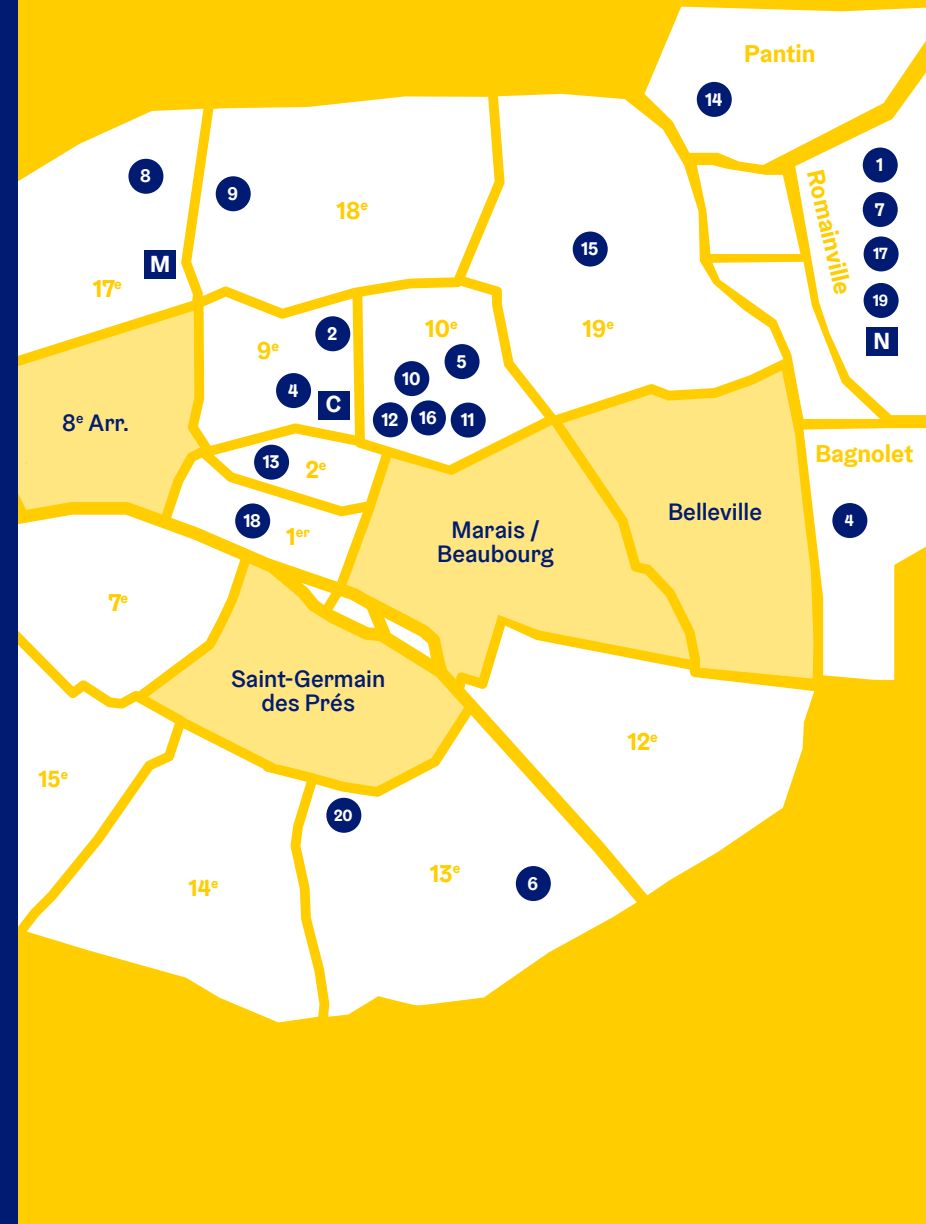 Pantin
14
1
8
7
9
Romainville
18ᵉ
15
17
M
17ᵉ
19
19ᵉ
10ᵉ
2
N
9ᵉ
5
10
4
C
12
16
11
8ᵉ Arr.
Bagnolet
13
2ᵉ
Belleville
4
18
1ᵉʳ
Marais /
Beaubourg
7ᵉ
Saint-Germain
des Prés
12ᵉ
15ᵉ
20
13ᵉ
6
14ᵉ